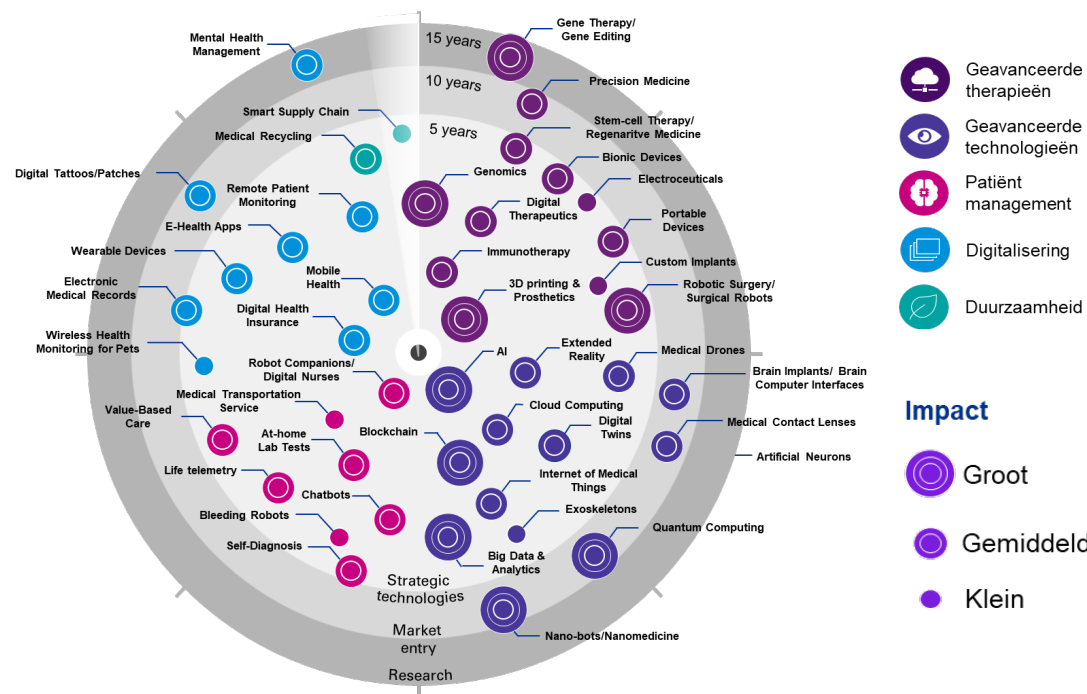 Gene Therapy/
Gene Editing
Mental Health
Management
15 years
10 years
Precision Medicine
Smart Supply Chain
5 years
Stem-cell Therapy/
Regenaritve Medicine
Medical Recycling
Bionic Devices
Genomics
Electroceuticals
Digital Tattoos/Patches
Remote Patient
Monitoring
Digital
Therapeutics
Portable
Devices
E-Health Apps
Wearable Devices
Immunotherapy
Custom Implants
Electronic
Medical Records
Mobile
Health
3D printing &
Prosthetics
Robotic Surgery/
Surgical Robots
Digital Health
Insurance
Wireless Health
Monitoring for Pets
AI
Extended
Reality
Medical Drones
Robot Companions/
Digital Nurses
Brain Implants/ Brain
Computer Interfaces
Medical Transportation
Service
Value-Based
Care
Cloud Computing
Blockchain
Digital
Twins
Medical Contact Lenses
At-home
Lab Tests
Artificial Neurons
Life telemetry
Internet of Medical
Things
Chatbots
Bleeding Robots
Exoskeletons
Quantum Computing
Self-Diagnosis
Big Data &
Analytics
Strategic
technologies
Market
entry
Nano-bots/Nanomedicine
Research
Geavanceerde
therapieën
Geavanceerde
technologieën
Patiënt
management
Digitalisering
Duurzaamheid
Impact
Groot
Gemiddeld
Klein